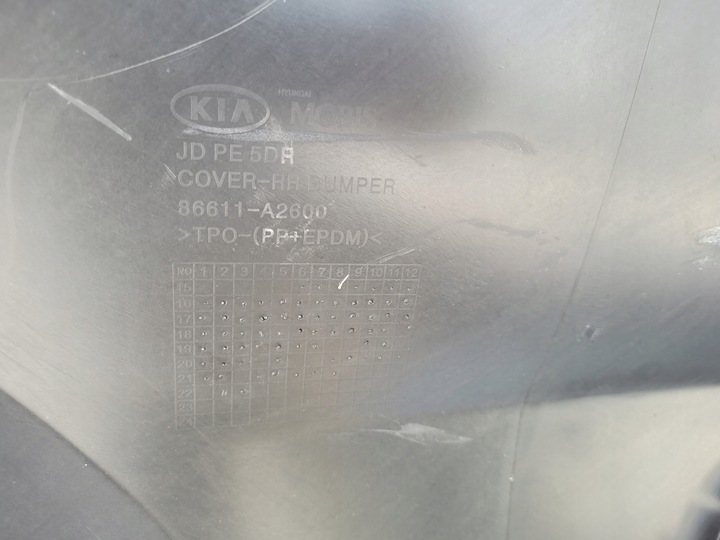 KIA HYUNDAI MOBIS
JD PE 5DR
>COVER-RR BUMPER
86611-A2600
>TPO-(PP+EPDM)<
NO 1 2 3 4 5 6 7 8 9 10 11 12
15
16
17
18
19
20
21
22
23
24